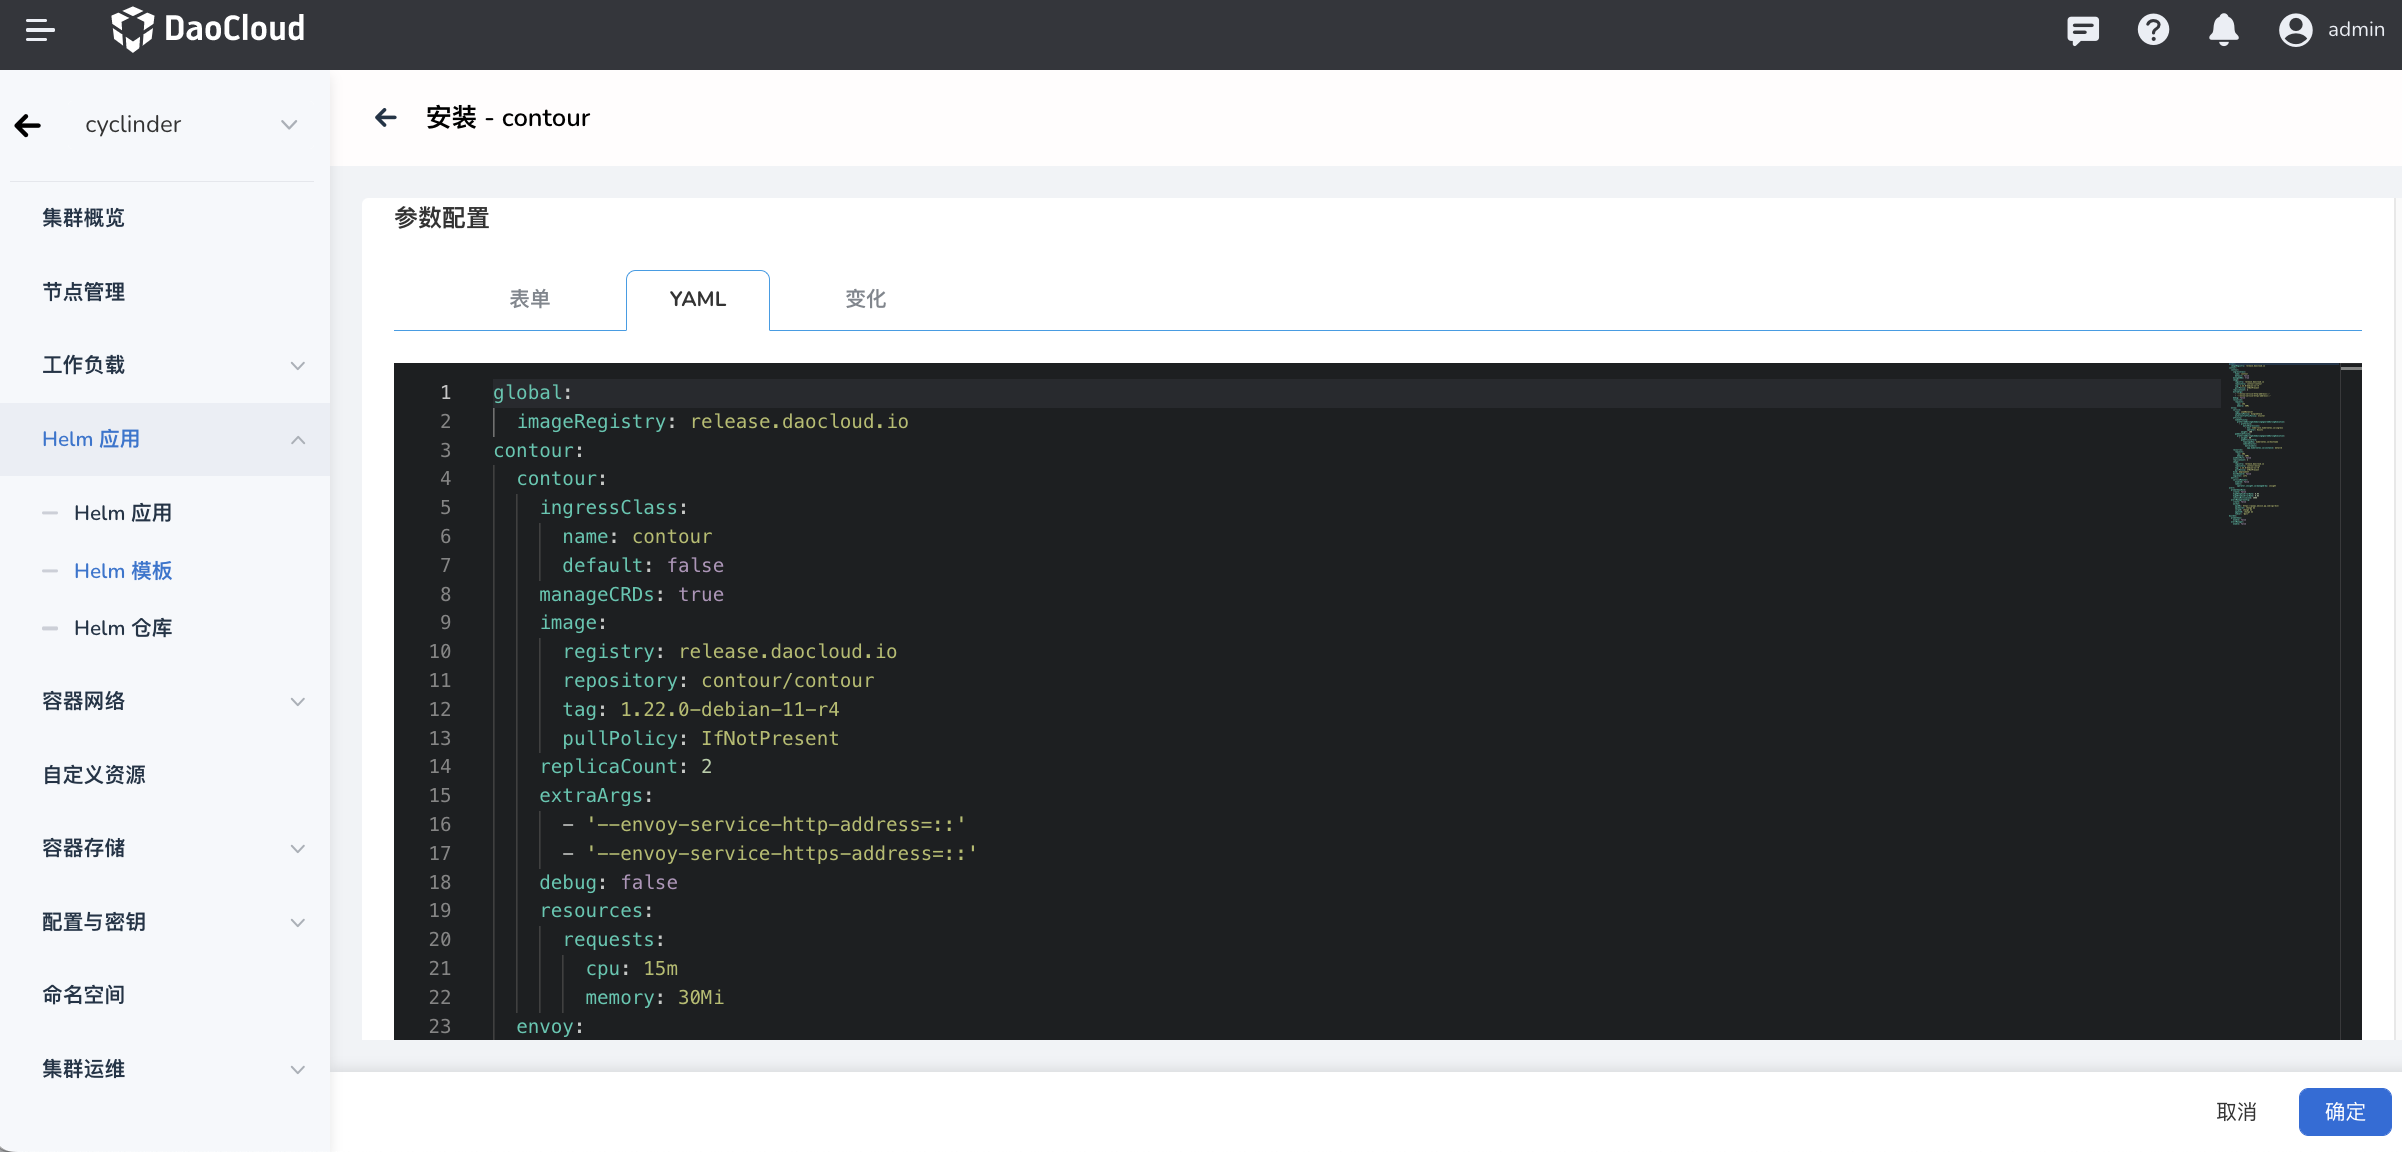 DaoCloud
admin
cyclinder
集群概览
节点管理
工作负载
Helm 应用
Helm 应用
Helm 模板
Helm 仓库
容器网络
自定义资源
容器存储
配置与密钥
命名空间
集群运维
安装 - contour
参数配置
表单
YAML
变化
1 global:
2   imageRegistry: release.daocloud.io
3 contour:
4   contour:
5     ingressClass:
6       name: contour
7       default: false
8     manageCRDs: true
9     image:
10       registry: release.daocloud.io
11       repository: contour/contour
12       tag: 1.22.0-debian-11-r4
13       pullPolicy: IfNotPresent
14     replicaCount: 2
15     extraArgs:
16       - '--envoy-service-http-address=::'
17       - '--envoy-service-https-address=::'
18     debug: false
19     resources:
20       requests:
21         cpu: 15m
22         memory: 30Mi
23   envoy:
取消
确定